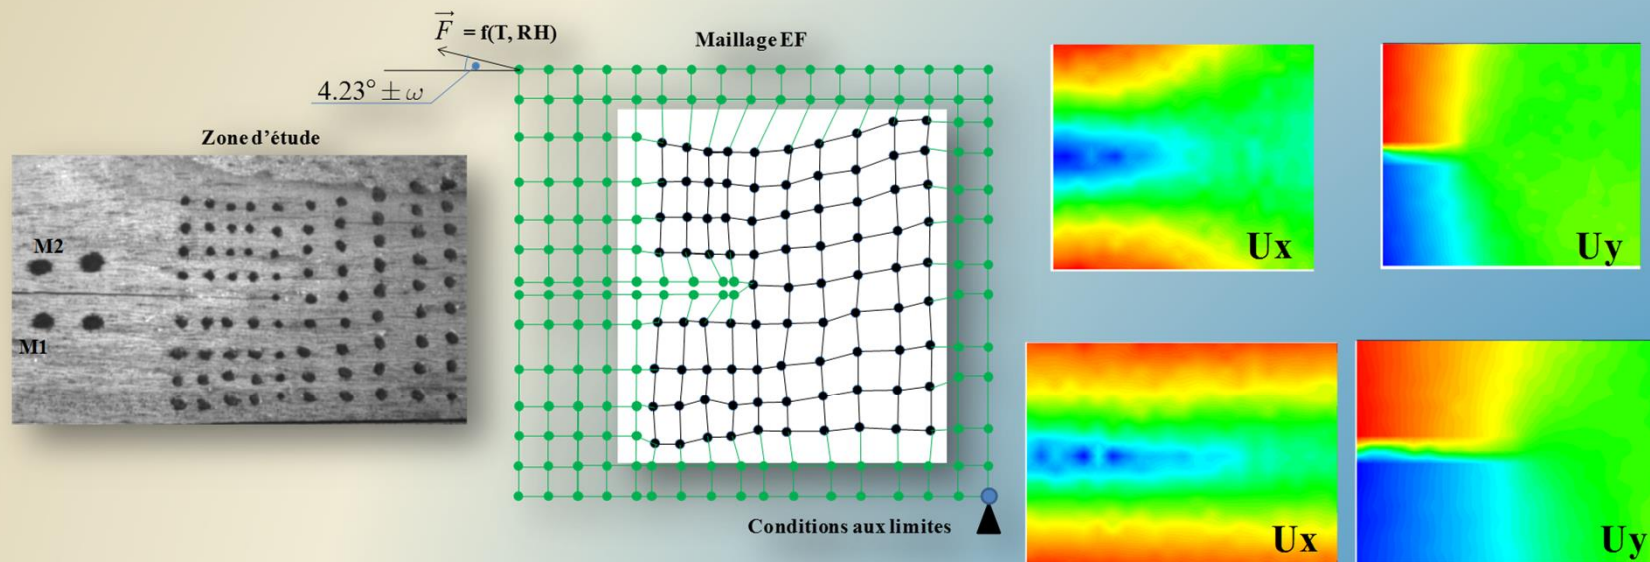 F = f(T, RH)
Maillage EF
4.23° ± ω
Zone d'étude
M2
M1
Ux
Uy
Conditions aux limites
Ux
Uy